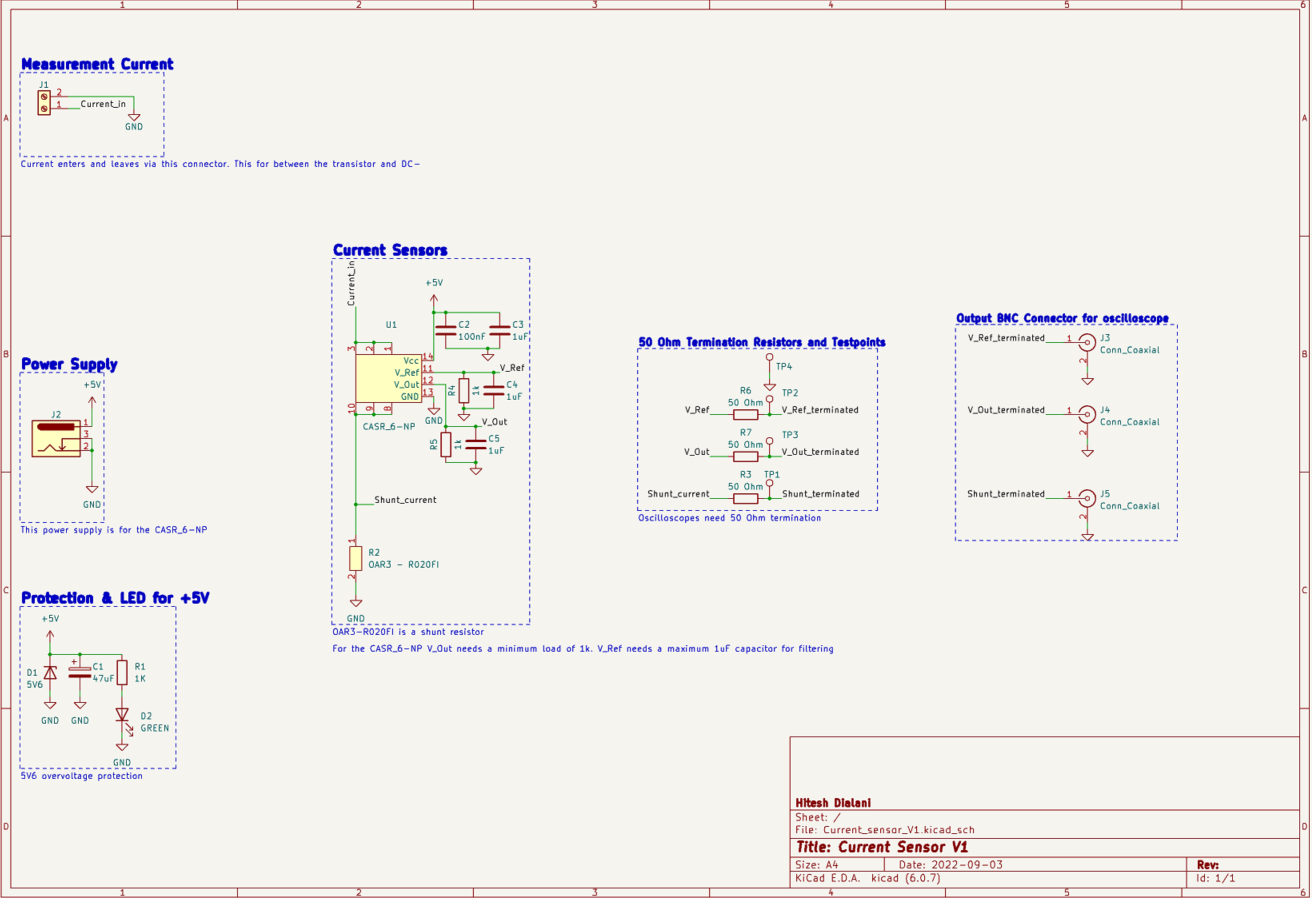 1 2 3 4 5 6
A A
B B
C C
D D
1 2 3 4 5 6
Measurement Current
J1
2
1 Current_in
GND
Current enters and leaves via this connector. This for between the transistor and DC-
Power Supply
+5V
J2
1
3
2
GND
This power supply is for the CASR_6-NP
Protection & LED for +5V
+5V
D1
5V6
+
C1
47uF
R1
1K
GND GND
D2
GREEN
GND
5V6 overvoltage protection
Current Sensors
Current_in
+5V
U1
C2
100nF
C3
1uF
3 2 1
Vcc 14
V_Ref 11
V_Out 12
GND 13
10 9 8
CASR_6-NP
V_Ref
R4
1k
C4
1uF
GND
V_Out
R5
1k
C5
1uF
Shunt_current
1
R2
OAR3 - R020FI
2
GND
OAR3-R020FI is a shunt resistor
For the CASR_6-NP V_Out needs a minimum load of 1k. V_Ref needs a maximum 1uF capacitor for filtering
50 Ohm Termination Resistors and Testpoints
TP4
R6 TP2
50 Ohm
V_Ref V_Ref_terminated
R7 TP3
50 Ohm
V_Out V_Out_terminated
R3 TP1
50 Ohm
Shunt_current Shunt_terminated
Oscilloscopes need 50 Ohm termination
Output BNC Connector for oscilloscope
V_Ref_terminated 1 J3
Conn_Coaxial
2
V_Out_terminated 1 J4
Conn_Coaxial
2
Shunt_terminated 1 J5
Conn_Coaxial
2
Hitesh Dialani
Sheet: /
File: Current_sensor_V1.kicad_sch
Title: Current Sensor V1
Size: A4 Date: 2022-09-03 Rev:
KiCad E.D.A. kicad (6.0.7) Id: 1/1